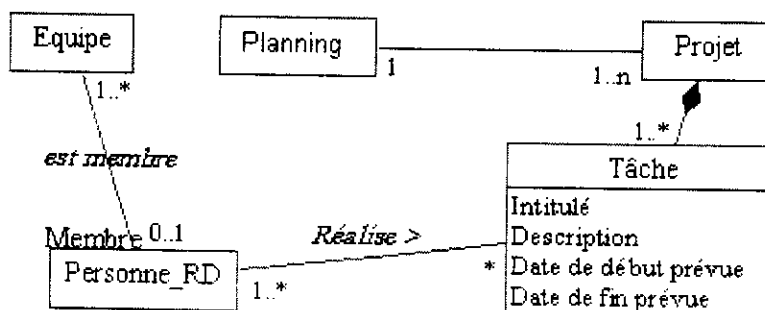 Equipe
Planning
Projet
1
1..*
1..n
1..*
est membre
Tâche
Intitulé
Membre
0..1
Réalise >
Description
Personne_RD
1..*
*
Date de début prévue
Date de fin prévue